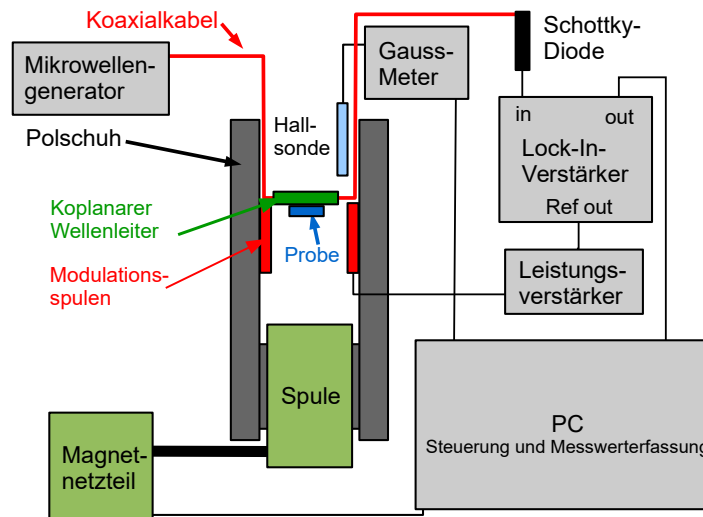 Koaxialkabel
Mikrowellen-
generator
Polschuh
Hall-
sonde
Gauss-
Meter
Schottky-
Diode
in
out
Lock-In-
Verstärker
Ref out
Koplanarer
Wellenleiter
Probe
Modulations-
spulen
Leistungs-
verstärker
Spule
Magnet-
netzteil
PC
Steuerung und Messwerterfassung